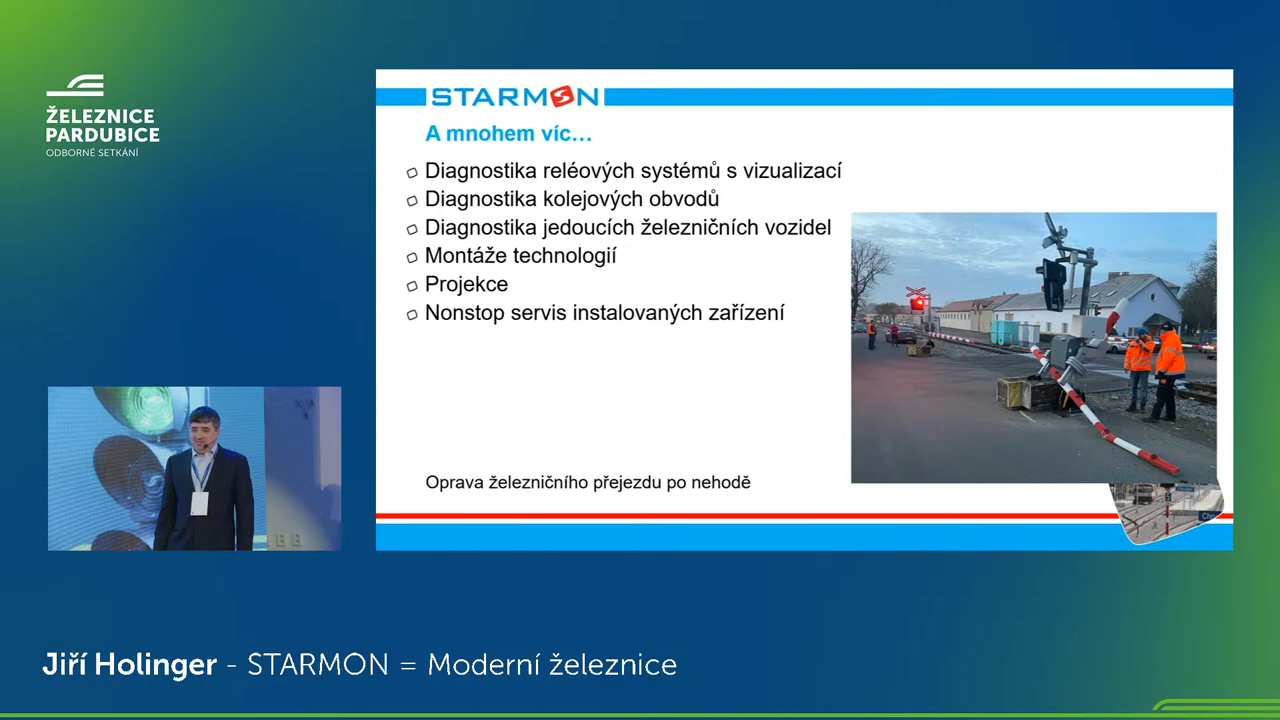 ŽELEZNICE
PARDUBICE
ODBORNÉ SETKÁNÍ
STARMON
A mnohem víc…
Diagnostika reléových systémů s vizualizací
Diagnostika kolejových obvodů
Diagnostika jedoucích železničních vozidel
Montáže technologií
Projekce
Nonstop servis instalovaných zařízení
Oprava železničního přejezdu po nehodě
Jiří Holinger - STARMON = Moderní železnice